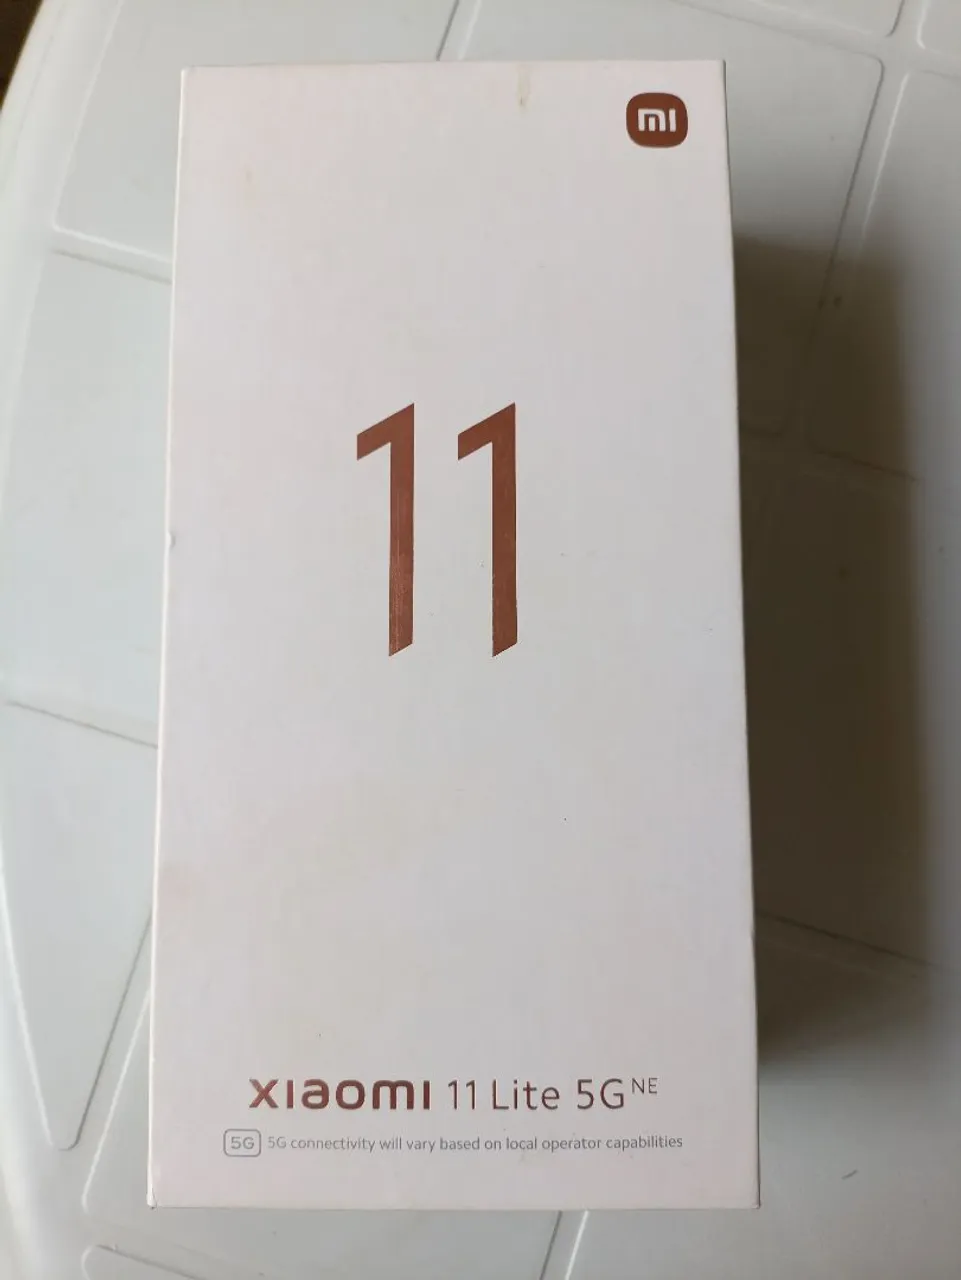 mi
11
xiaomi 11 Lite 5G NE
5G 5G connectivity will vary based on local operator capabilities